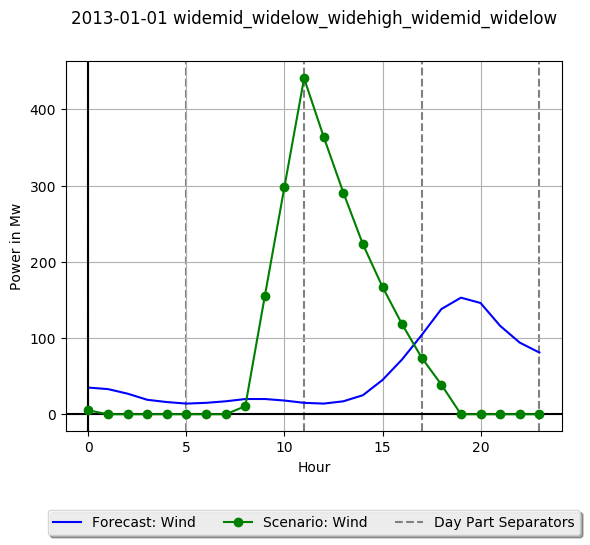 2013-01-01 widemid_widelow_widehigh_widemid_widelow
Power in Mw
400
300
200
100
0
0 5 10 15 20
Hour
Forecast: Wind Scenario: Wind Day Part Separators